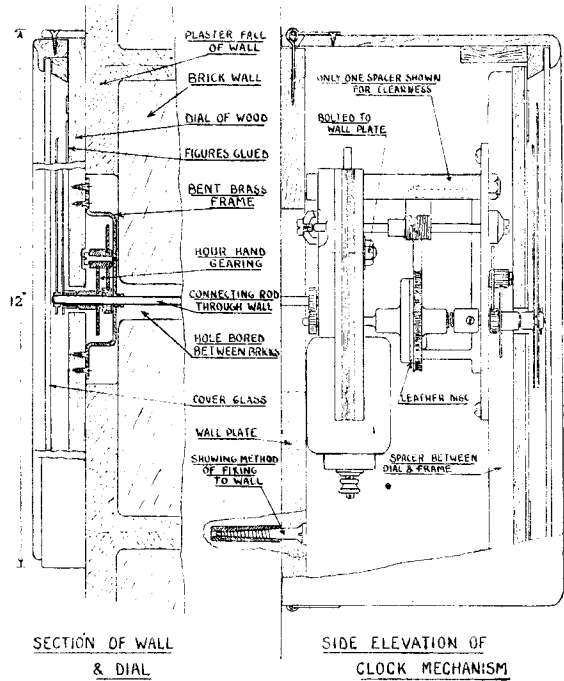 PLASTER FACE
OF WALL
BRICK WALL
DIAL OF WOOD
FIGURES GLUED
BENT BRASS
FRAME
HOUR HAND
GEARING
12"
CONNECTING ROD
THROUGH WALL
HOLE BORED
BETWEEN BRICKS
COVER GLASS
WALL PLATE
SHOWING METHOD
OF FIXING
TO WALL
ONLY ONE SPACER SHOWN
FOR CLEARNESS
BOLTED TO
WALL PLATE
LEATHER DISC
SPACER BETWEEN
DIAL & FRAME
SECTION OF WALL
& DIAL
SIDE ELEVATION OF
CLOCK MECHANISM